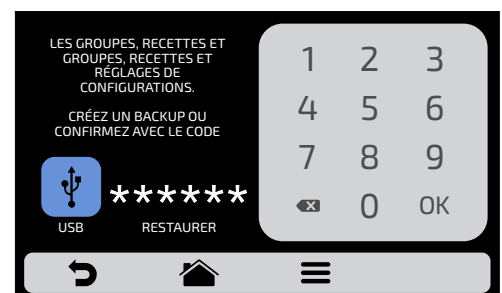 LES GROUPES, RECETTES ET
GROUPES, RECETTES ET
RÉGLAGES DE
CONFIGURATIONS.
CRÉEZ UN BACKUP OU
CONFIRMEZ AVEC LE CODE
******
USB
RESTAURER
1 2 3
4 5 6
7 8 9
0 OK